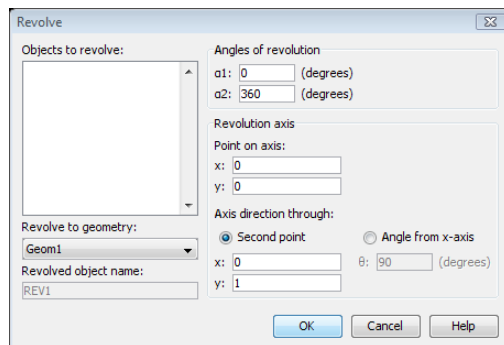 Revolve
Objects to revolve:
Revolve to geometry:
Geom1
Revolved object name:
REV1
Angles of revolution
α1: 0 (degrees)
α2: 360 (degrees)
Revolution axis
Point on axis:
x: 0
y: 0
Axis direction through:
Second point
Angle from x-axis
x: 0
θ: 90 (degrees)
y: 1
OK Cancel Help